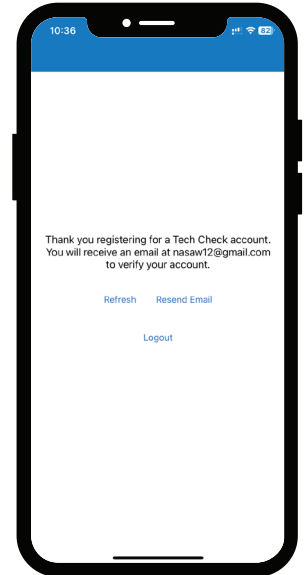 10:36
82
Thank you registering for a Tech Check account.
You will receive an email at nasaw12@gmail.com
to verify your account.
Refresh Resend Email
Logout